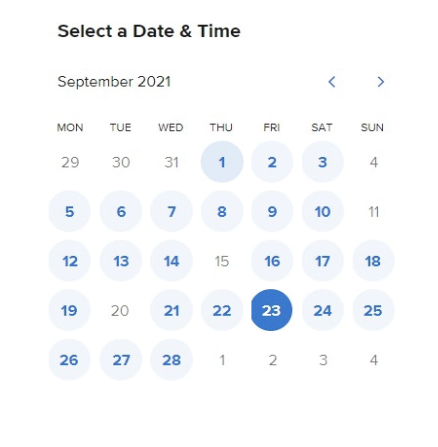 Select a Date & Time
September 2021
MON TUE WED THU FRI SAT SUN
29 30 31 1 2 3 4
5 6 7 8 9 10 11
12 13 14 15 16 17 18
19 20 21 22 23 24 25
26 27 28 1 2 3 4